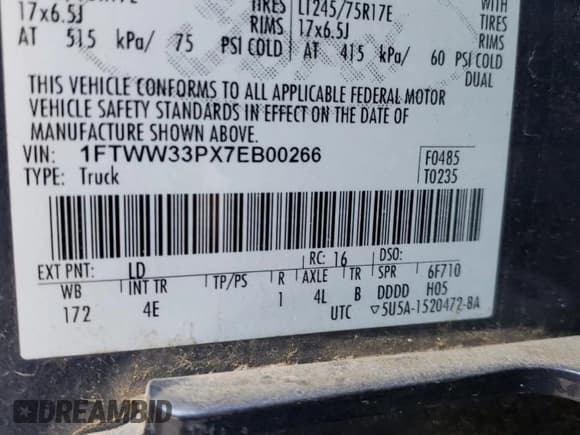 17x6.5J
AT 515 kPa/ 75 PSI COLD
TIRES
RIMS
LT245/75R17E
17x6.5J
AT 415 kPa/ 60 PSI COLD
DUAL
WITH
TIRES
RIMS
THIS VEHICLE CONFORMS TO ALL APPLICABLE FEDERAL MOTOR
VEHICLE SAFETY STANDARDS IN EFFECT ON THE DATE OF
MANUFACTURE SHOWN ABOVE.
VIN: 1FTWW33PX7EB00266
TYPE: Truck
F0485
T0235
EXT PNT: LD RC: 16 DSO:
WB INT TR TP/PS R AXLE TR SPR 6F710
172 4E 1 4L B DDDD H05
UTC ▽5U5A-1520472-BA
DREAMBID